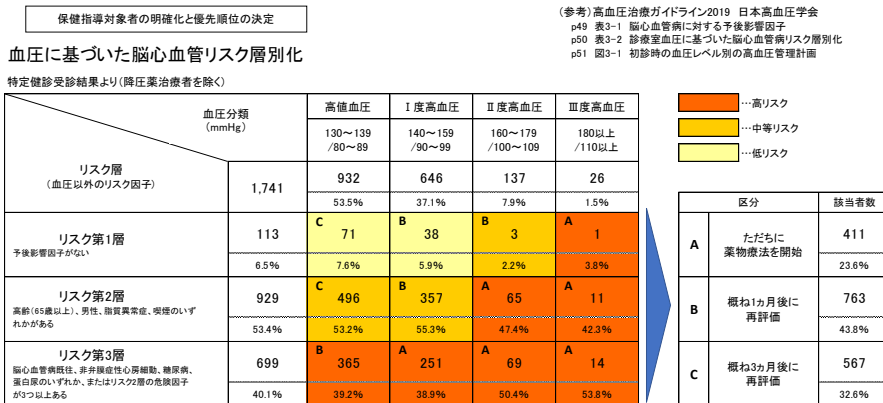 保健指導対象者の明確化と優先順位の決定
(参考)高血圧治療ガイドライン2019 日本高血圧学会
p49 表3-1 脳心血管病に対する予後影響因子
p50 表3-2 診療室血圧に基づいた脳心血管病リスク層別化
p51 図3-1 初診時の血圧レベル別の高血圧管理計画
血圧に基づいた脳心血管リスク層別化
特定健診受診結果より(降圧薬治療者を除く)
血圧分類
(mmHg)
リスク層
(血圧以外のリスク因子)
高値血圧 Ⅰ度高血圧 Ⅱ度高血圧 Ⅲ度高血圧
130～139 140～159 160～179 180以上
/80～89 /90～99 /100～109 /110以上
1,741 932 646 137 26
53.5% 37.1% 7.9% 1.5%
リスク第1層
予後影響因子がない
113 C 71 B 38 B 3 A 1
6.5% 7.6% 5.9% 2.2% 3.8%
リスク第2層
高齢(65歳以上)、男性、脂質異常症、喫煙のいず
れかがある
929 C 496 B 357 A 65 A 11
53.4% 53.2% 55.3% 47.4% 42.3%
リスク第3層
脳心血管病既往、非弁膜症性心房細動、糖尿病、
蛋白尿のいずれか、またはリスク2層の危険因子
が3つ以上ある
699 B 365 A 251 A 69 A 14
40.1% 39.2% 38.9% 50.4% 53.8%
…高リスク
…中等リスク
…低リスク
区分 該当者数
A ただちに
薬物療法を開始
411
23.6%
B 概ね1ヵ月後に
再評価
763
43.8%
C 概ね3ヵ月後に
再評価
567
32.6%